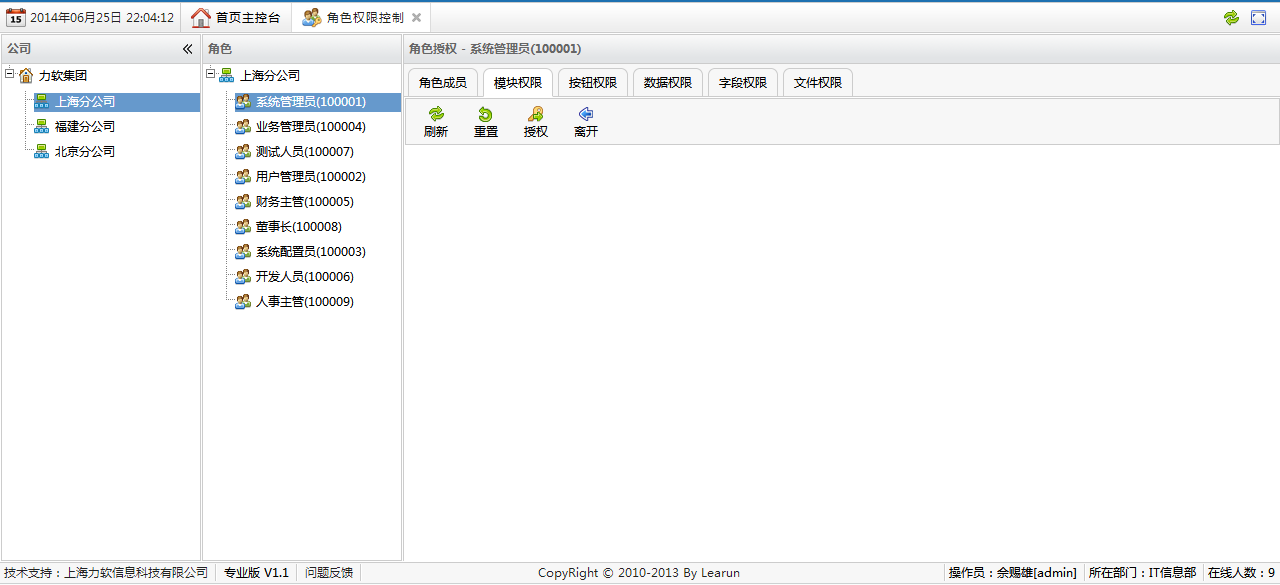 15 2014年06月25日 22:04:12 首页主控台 角色权限控制
公司
力软集团
上海分公司
福建分公司
北京分公司
角色
上海分公司
系统管理员(100001)
业务管理员(100004)
测试人员(100007)
用户管理员(100002)
财务主管(100005)
董事长(100008)
系统配置员(100003)
开发人员(100006)
人事主管(100009)
角色授权 - 系统管理员(100001)
角色成员 模块权限 按钮权限 数据权限 字段权限 文件权限
刷新 重置 授权 离开
技术支持：上海力软信息科技有限公司 专业版 V1.1 问题反馈 CopyRight © 2010-2013 By Learun 操作员：佘赐雄[admin] 所在部门：IT信息部 在线人数：9